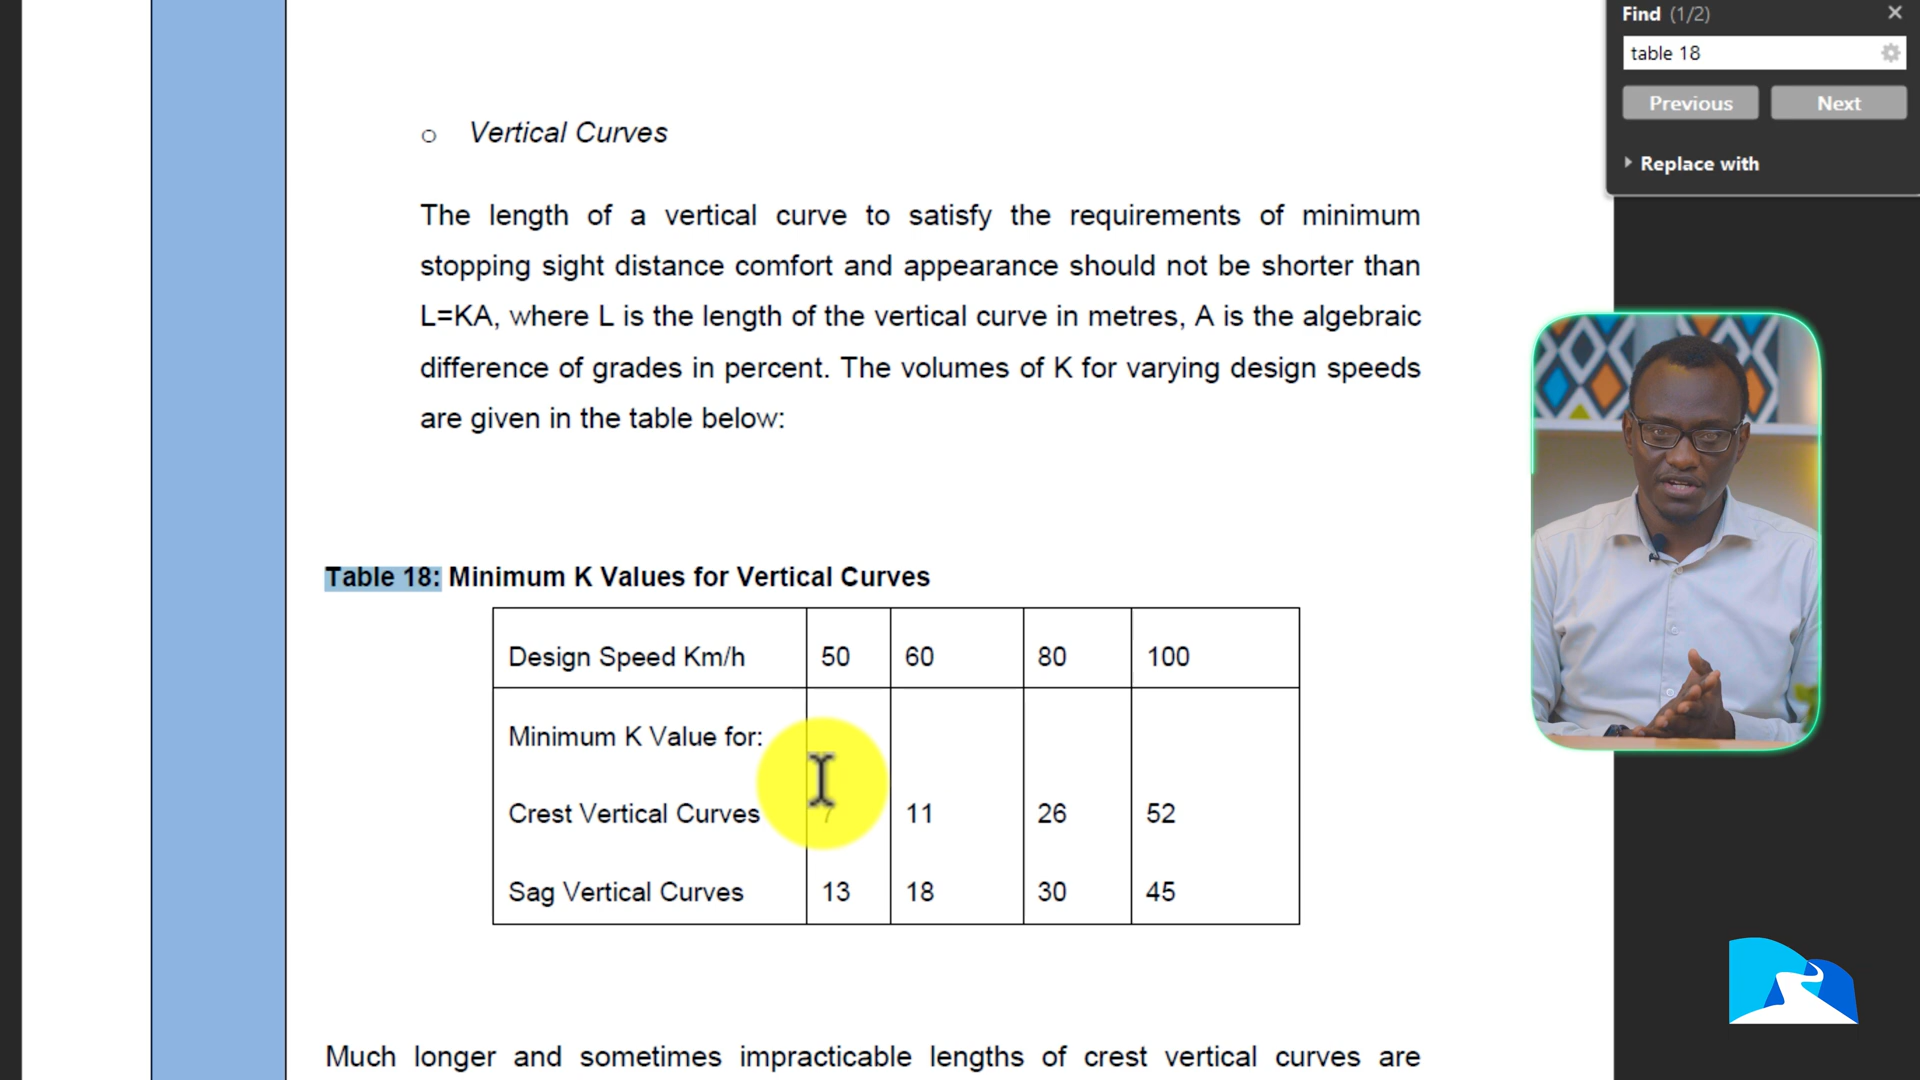 Find (1/2)
table 18
Previous Next
Replace with
Vertical Curves
The length of a vertical curve to satisfy the requirements of minimum
stopping sight distance comfort and appearance should not be shorter than
L=KA, where L is the length of the vertical curve in metres, A is the algebraic
difference of grades in percent. The volumes of K for varying design speeds
are given in the table below:
Table 18: Minimum K Values for Vertical Curves
Design Speed Km/h 50 60 80 100
Minimum K Value for:
Crest Vertical Curves 7 11 26 52
Sag Vertical Curves 13 18 30 45
Much longer and sometimes impracticable lengths of crest vertical curves are